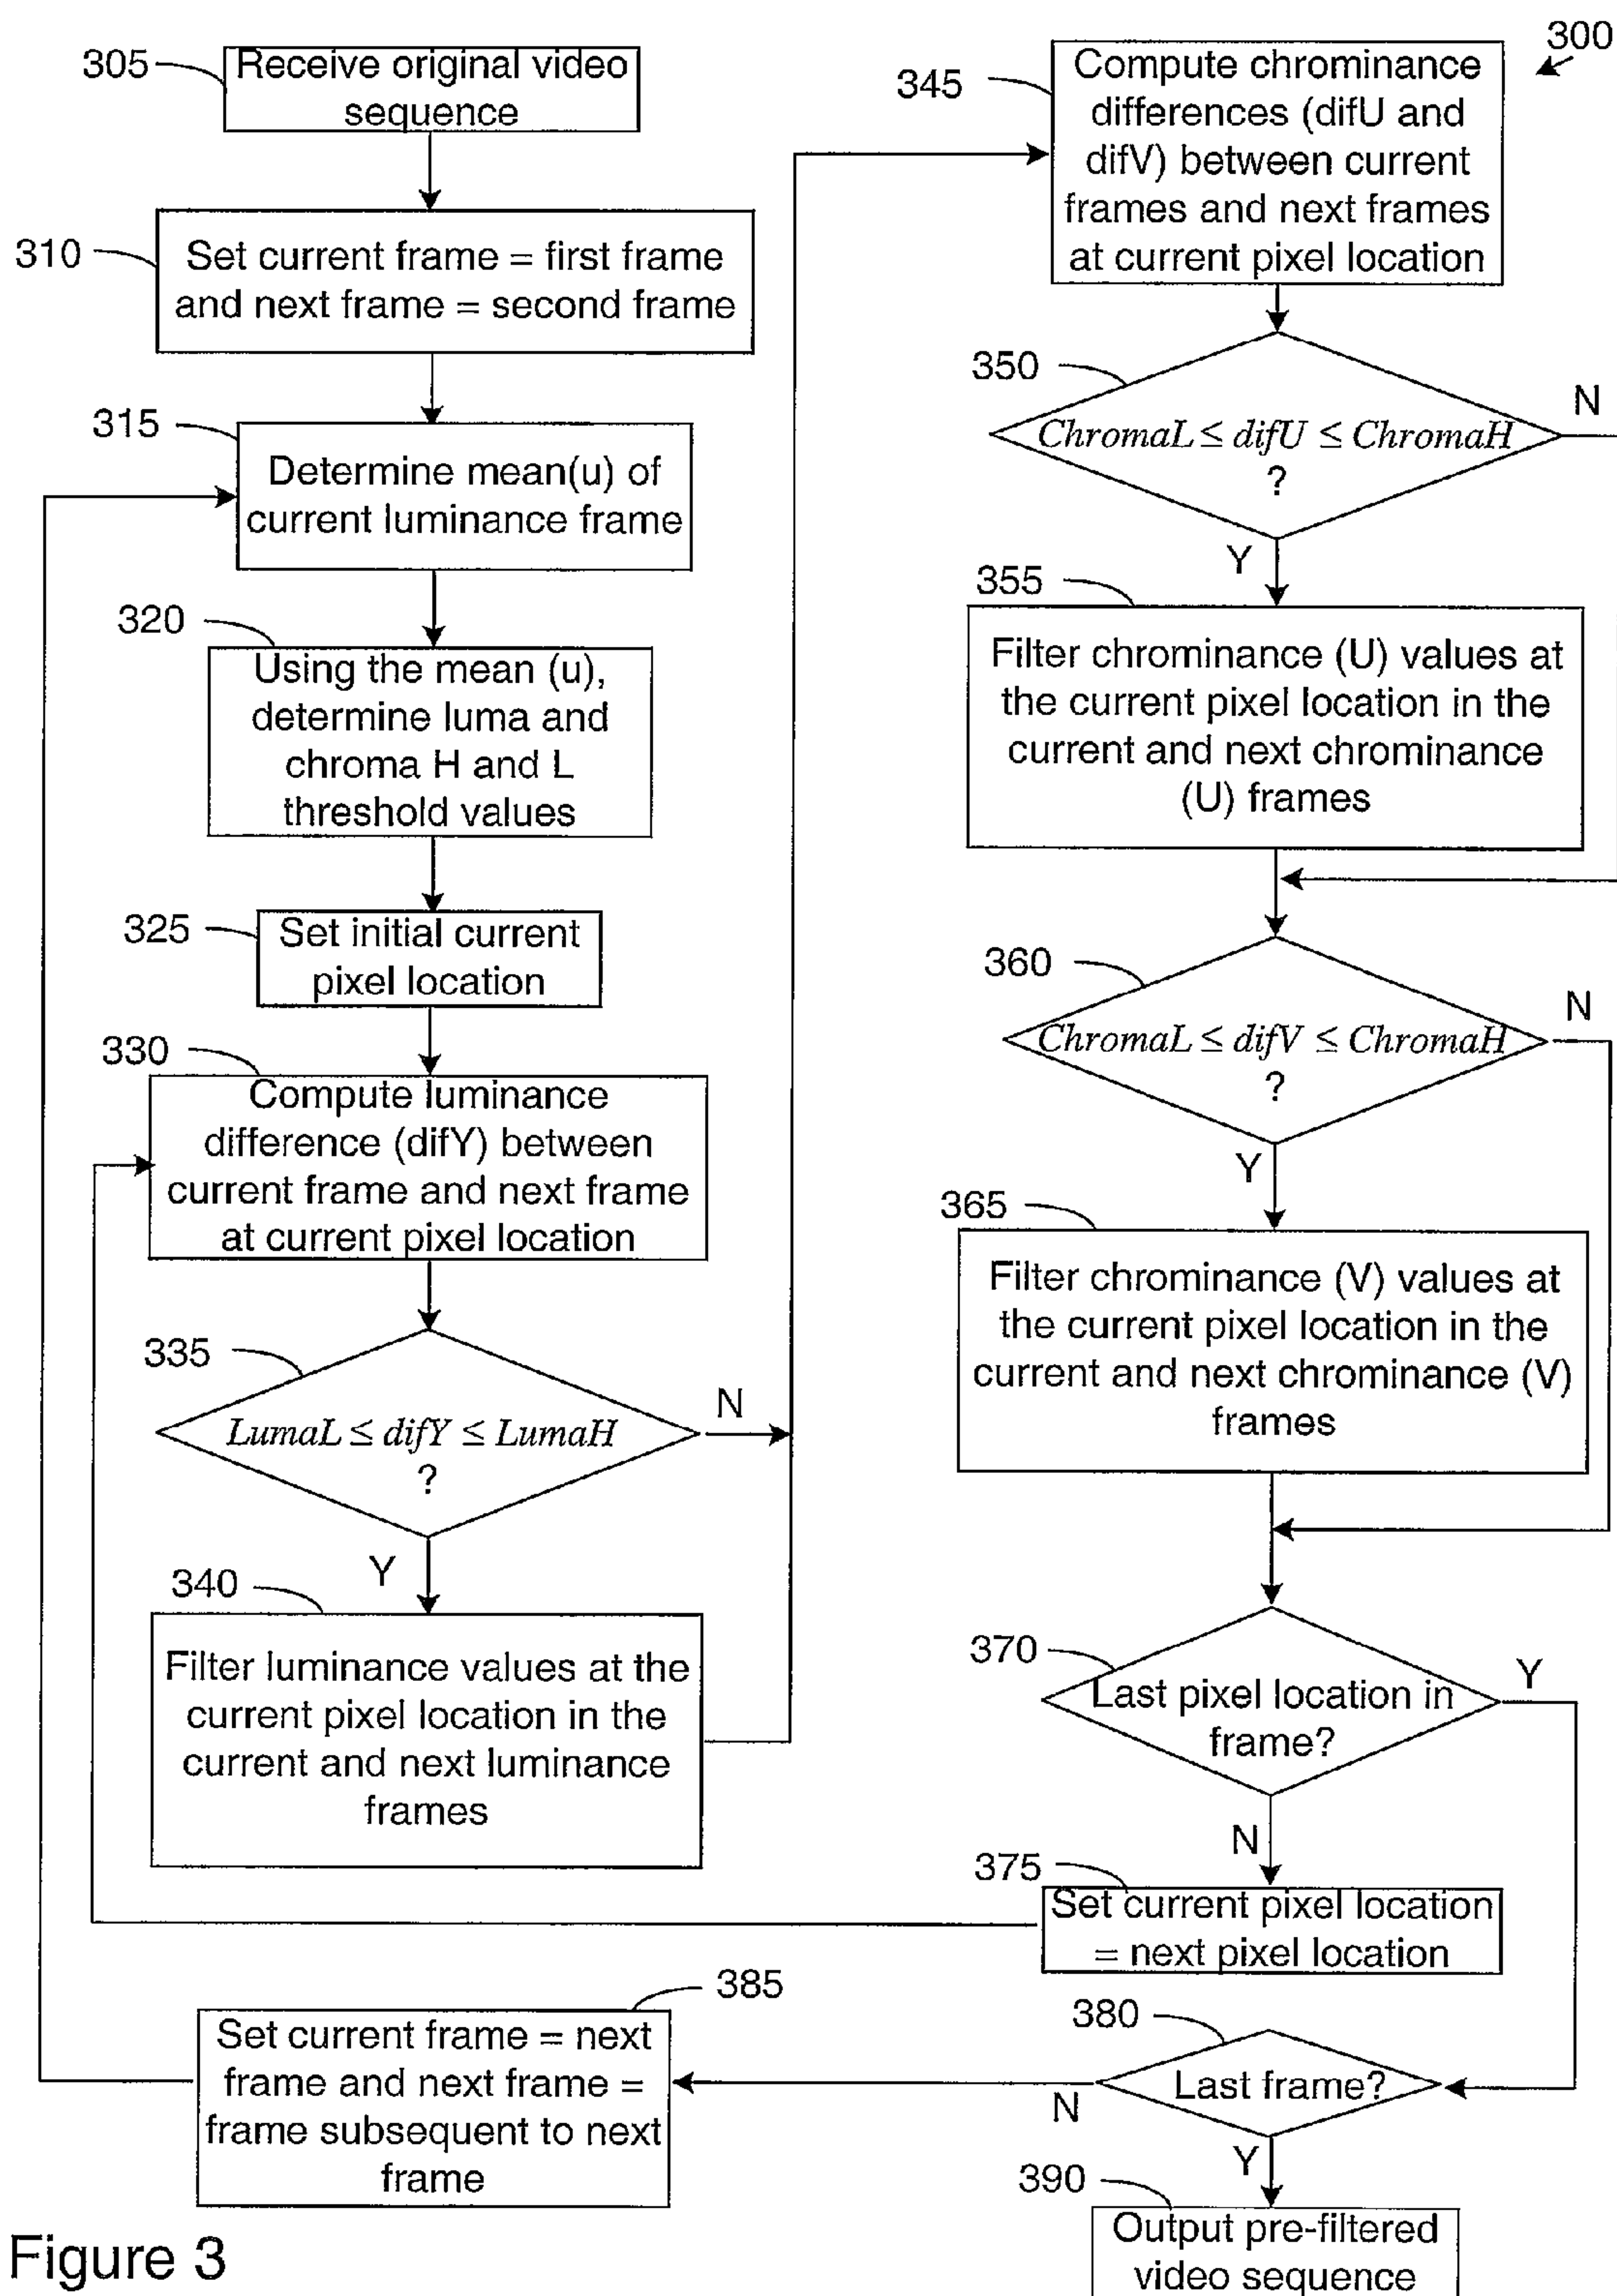 300
305
Receive original video
sequence
310
Set current frame = first frame
and next frame = second frame
315
Determine mean(u) of
current luminance frame
320
Using the mean (u),
determine luma and
chroma H and L
threshold values
325
Set initial current
pixel location
330
Compute luminance
difference (difY) between
current frame and next frame
at current pixel location
335
LumaL ≤ difY ≤ LumaH
?
N
Y
340
Filter luminance values at the
current pixel location in the
current and next luminance
frames
345
Compute chrominance
differences (difU and
difV) between current
frames and next frames
at current pixel location
350
ChromaL ≤ difU ≤ ChromaH
?
N
Y
355
Filter chrominance (U) values at
the current pixel location in the
current and next chrominance
(U) frames
360
ChromaL ≤ difV ≤ ChromaH
?
N
Y
365
Filter chrominance (V) values at
the current pixel location in the
current and next chrominance (V)
frames
370
Last pixel location in
frame?
Y
N
375
Set current pixel location
= next pixel location
380
Last frame?
N
Y
385
Set current frame = next
frame and next frame =
frame subsequent to next
frame
390
Output pre-filtered
video sequence
Figure 3